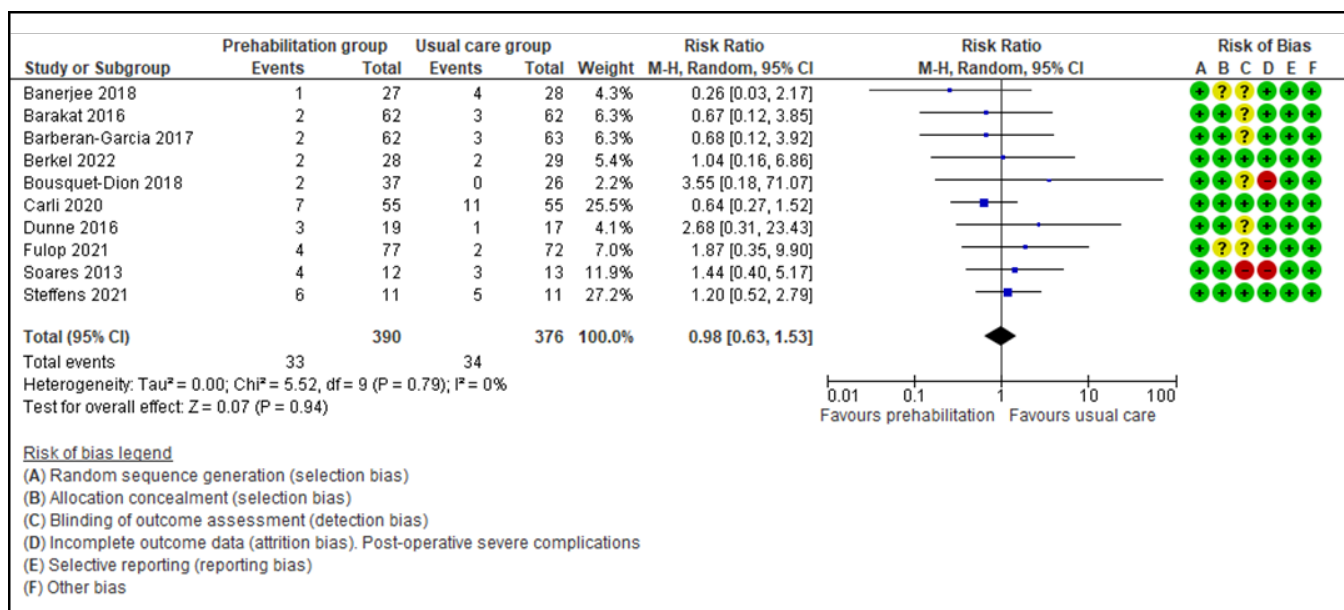 Prehabilitation group Usual care group Risk Ratio Risk Ratio Risk of Bias
Study or Subgroup Events Total Events Total Weight M-H, Random, 95% CI M-H, Random, 95% CI A B C D E F
Banerjee 2018 1 27 4 28 4.3% 0.26 [0.03, 2.17] + ? ? + + +
Barakat 2016 2 62 3 62 6.3% 0.67 [0.12, 3.85] + + ? + + +
Barberan-Garcia 2017 2 62 3 63 6.3% 0.68 [0.12, 3.92] + + ? + + +
Berkel 2022 2 28 2 29 5.4% 1.04 [0.16, 6.86] + + + + + +
Bousquet-Dion 2018 2 37 0 26 2.2% 3.55 [0.18, 71.07] + + ? - + +
Carli 2020 7 55 11 55 25.5% 0.64 [0.27, 1.52] + + + + + +
Dunne 2016 3 19 1 17 4.1% 2.68 [0.31, 23.43] + + ? + + +
Fulop 2021 4 77 2 72 7.0% 1.87 [0.35, 9.90] + ? ? + + +
Soares 2013 4 12 3 13 11.9% 1.44 [0.40, 5.17] + + - - + +
Steffens 2021 6 11 5 11 27.2% 1.20 [0.52, 2.79] + + + + + +
Total (95% CI) 390 376 100.0% 0.98 [0.63, 1.53]
Total events 33 34
Heterogeneity: Tau² = 0.00; Chi² = 5.52, df = 9 (P = 0.79); I² = 0%
Test for overall effect: Z = 0.07 (P = 0.94)
0.01 0.1 1 10 100
Favours prehabilitation Favours usual care
Risk of bias legend
(A) Random sequence generation (selection bias)
(B) Allocation concealment (selection bias)
(C) Blinding of outcome assessment (detection bias)
(D) Incomplete outcome data (attrition bias). Post-operative severe complications
(E) Selective reporting (reporting bias)
(F) Other bias